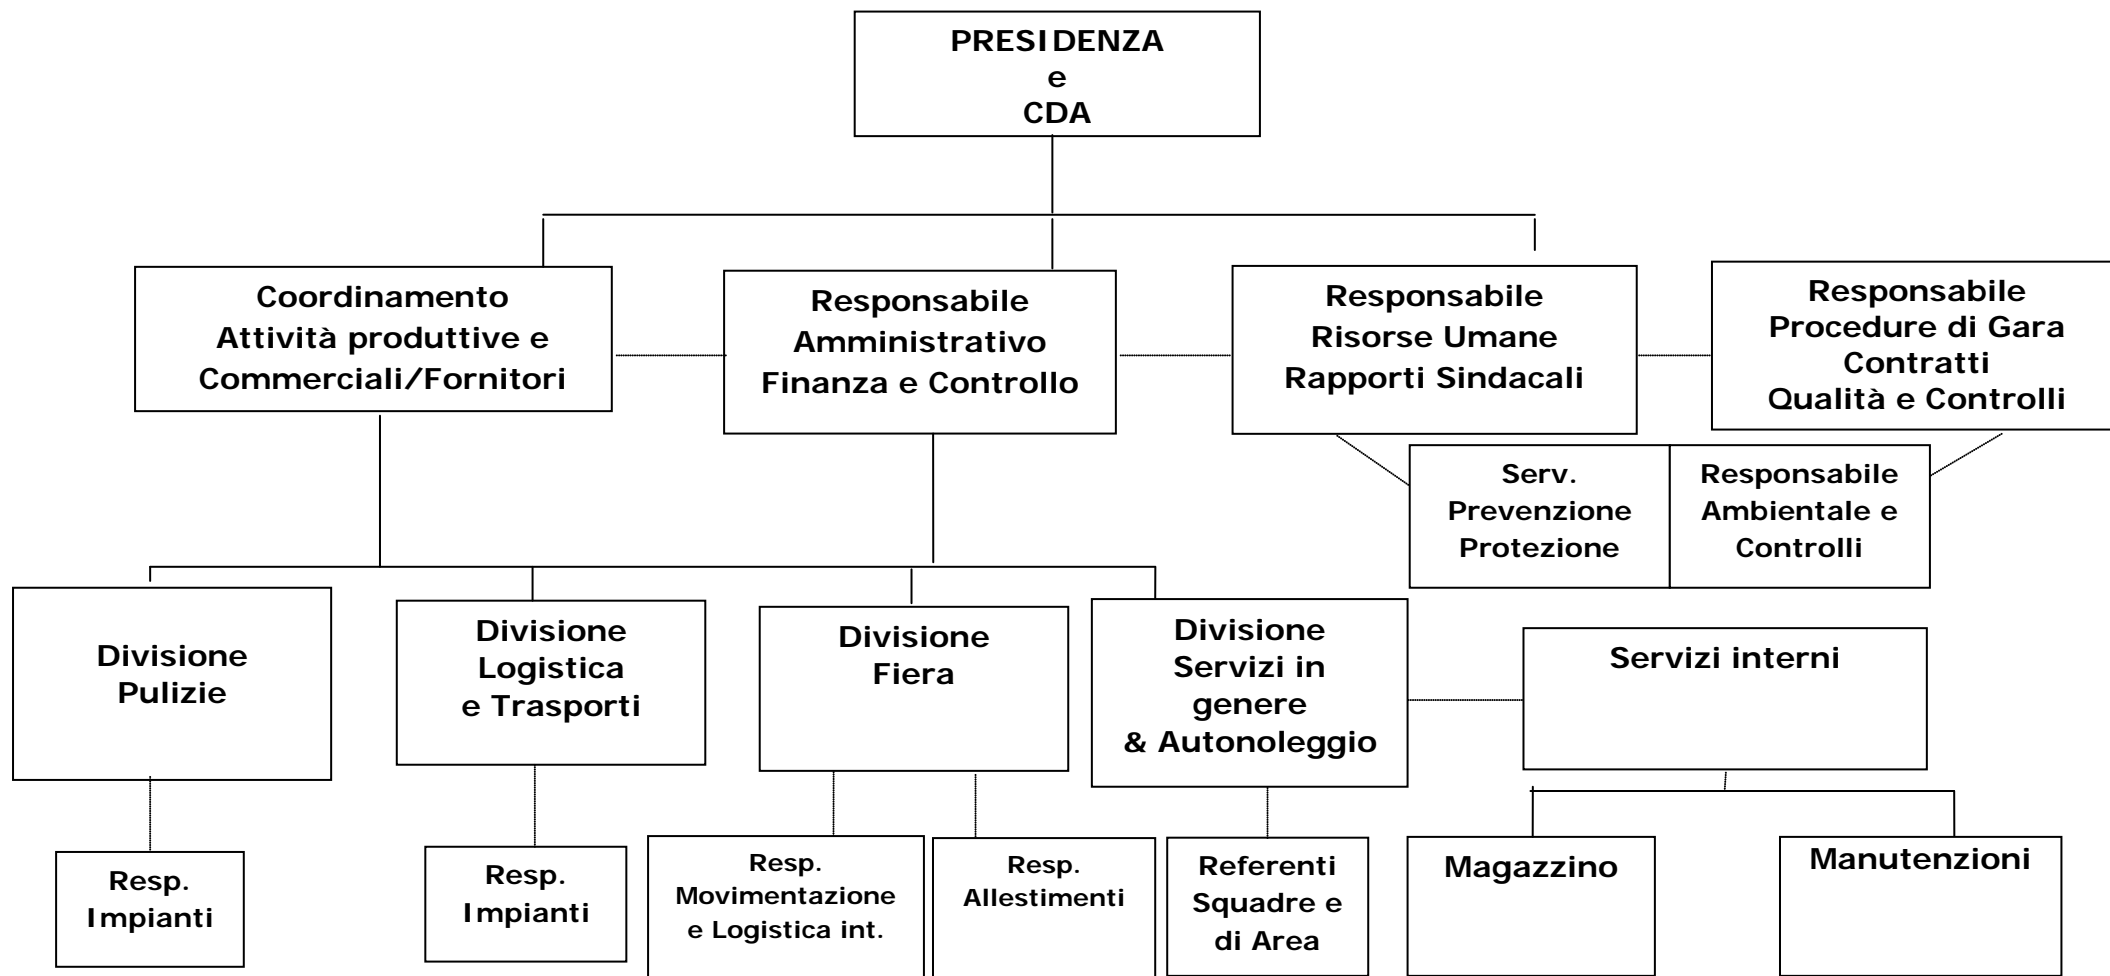 PRESIDENZA
e
CDA
Coordinamento
Attività produttive e
Commerciali/Fornitori
Responsabile
Amministrativo
Finanza e Controllo
Responsabile
Risorse Umane
Rapporti Sindacali
Responsabile
Procedure di Gara
Contratti
Qualità e Controlli
Serv.
Prevenzione
Protezione
Responsabile
Ambientale e
Controlli
Divisione
Pulizie
Divisione
Logistica
e Trasporti
Divisione
Fiera
Divisione
Servizi in
genere
& Autonoleggio
Servizi interni
Resp.
Impianti
Resp.
Impianti
Resp.
Movimentazione
e Logistica int.
Resp.
Allestimenti
Referenti
Squadre e
di Area
Magazzino
Manutenzioni